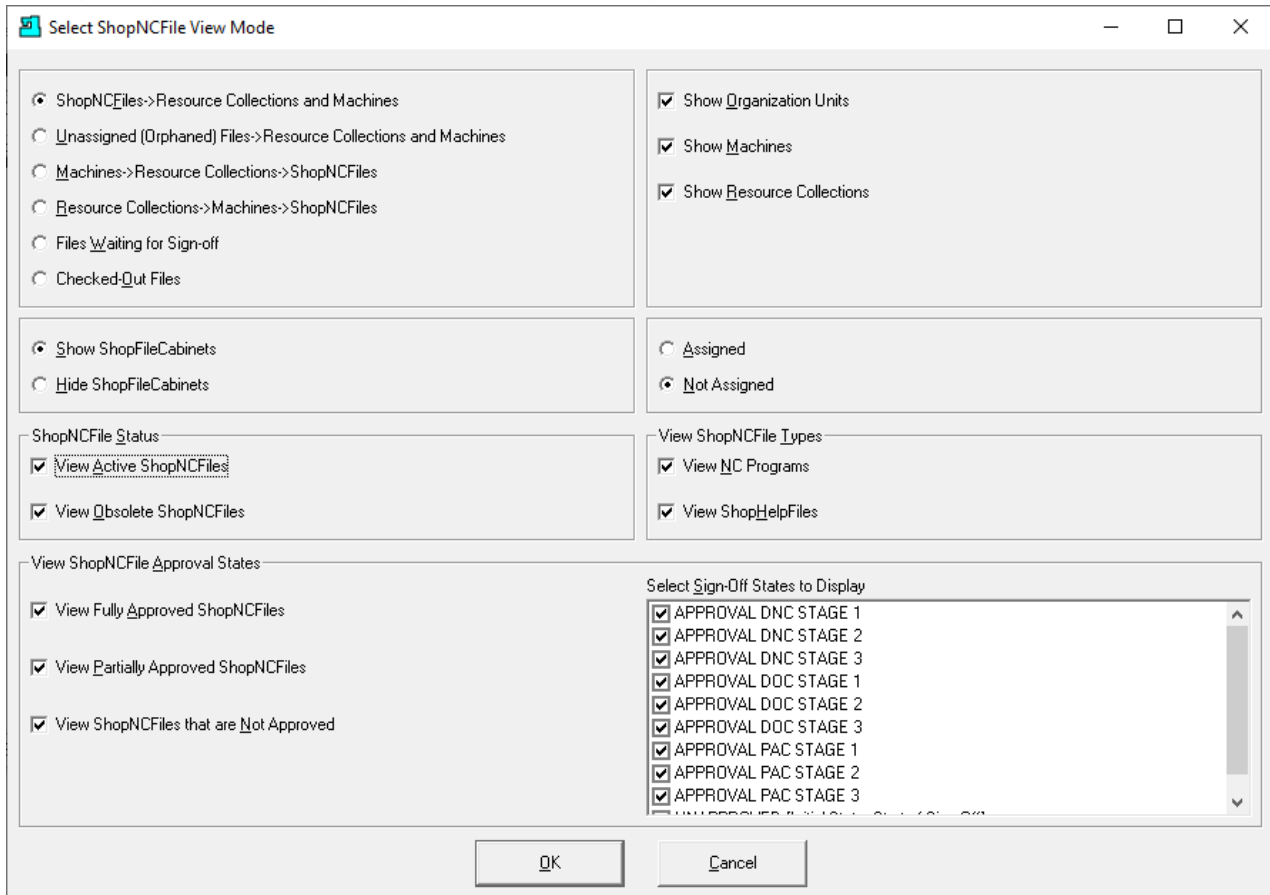 Select ShopNCFile View Mode
ShopNCFiles->Resource Collections and Machines
Unassigned (Orphaned) Files->Resource Collections and Machines
Machines->Resource Collections->ShopNCFiles
Resource Collections->Machines->ShopNCFiles
Files Waiting for Sign-off
Checked-Out Files
Show Organization Units
Show Machines
Show Resource Collections
Show ShopFileCabinets
Hide ShopFileCabinets
Assigned
Not Assigned
ShopNCFile Status
View Active ShopNCFiles
View Obsolete ShopNCFiles
View ShopNCFile Types
View NC Programs
View ShopHelpFiles
View ShopNCFile Approval States
View Fully Approved ShopNCFiles
View Partially Approved ShopNCFiles
View ShopNCFiles that are Not Approved
Select Sign-Off States to Display
APPROVAL DNC STAGE 1
APPROVAL DNC STAGE 2
APPROVAL DNC STAGE 3
APPROVAL DOC STAGE 1
APPROVAL DOC STAGE 2
APPROVAL DOC STAGE 3
APPROVAL PAC STAGE 1
APPROVAL PAC STAGE 2
APPROVAL PAC STAGE 3
OK
Cancel